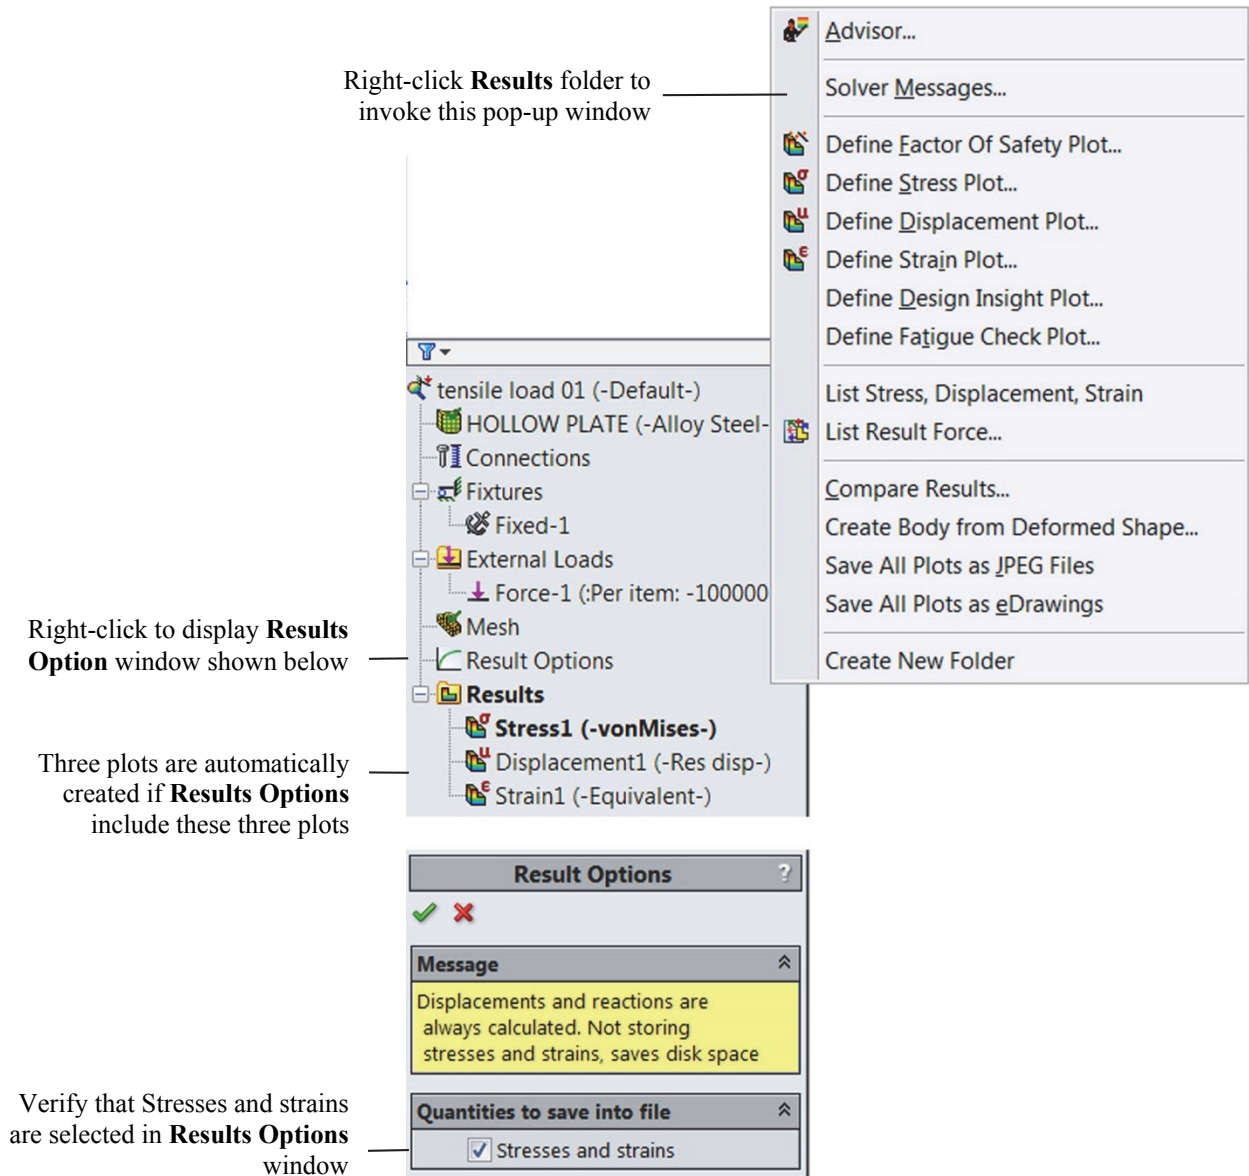 Right-click Results folder to
invoke this pop-up window
Advisor...
Solver Messages...
Define Factor Of Safety Plot...
Define Stress Plot...
Define Displacement Plot...
Define Strain Plot...
Define Design Insight Plot...
Define Fatigue Check Plot...
List Stress, Displacement, Strain
List Result Force...
Compare Results...
Create Body from Deformed Shape...
Save All Plots as JPEG Files
Save All Plots as eDrawings
Create New Folder
tensile load 01 (-Default-)
HOLLOW PLATE (-Alloy Steel-
Connections
Fixtures
Fixed-1
External Loads
Force-1 (:Per item: -100000
Mesh
Result Options
Results
Stress1 (-vonMises-)
Displacement1 (-Res disp-)
Strain1 (-Equivalent-)
Right-click to display Results
Option window shown below
Three plots are automatically
created if Results Options
include these three plots
Result Options ?
Message
Displacements and reactions are
always calculated. Not storing
stresses and strains, saves disk space
Quantities to save into file
Stresses and strains
Verify that Stresses and strains
are selected in Results Options
window